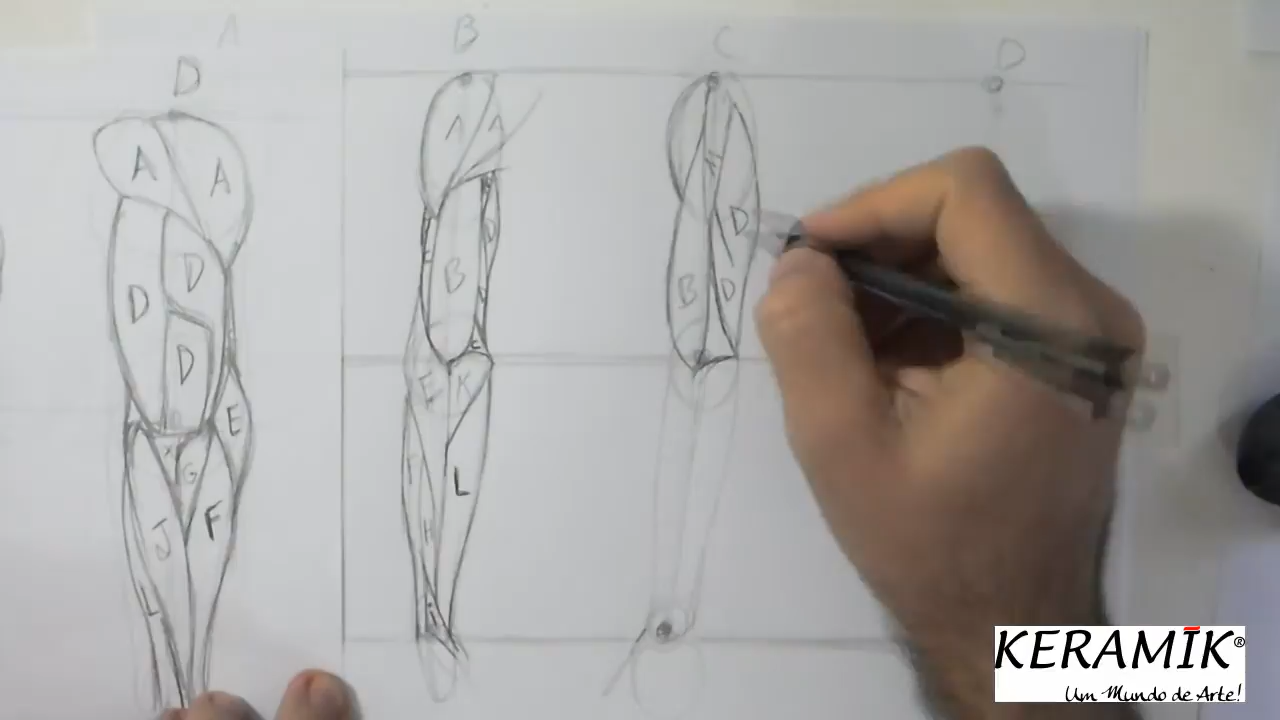 A B C D
D
A A
A A
D D
D D
B B
D D
E E K
G
J F L
L
KERAMIK®
Um Mundo de Arte!